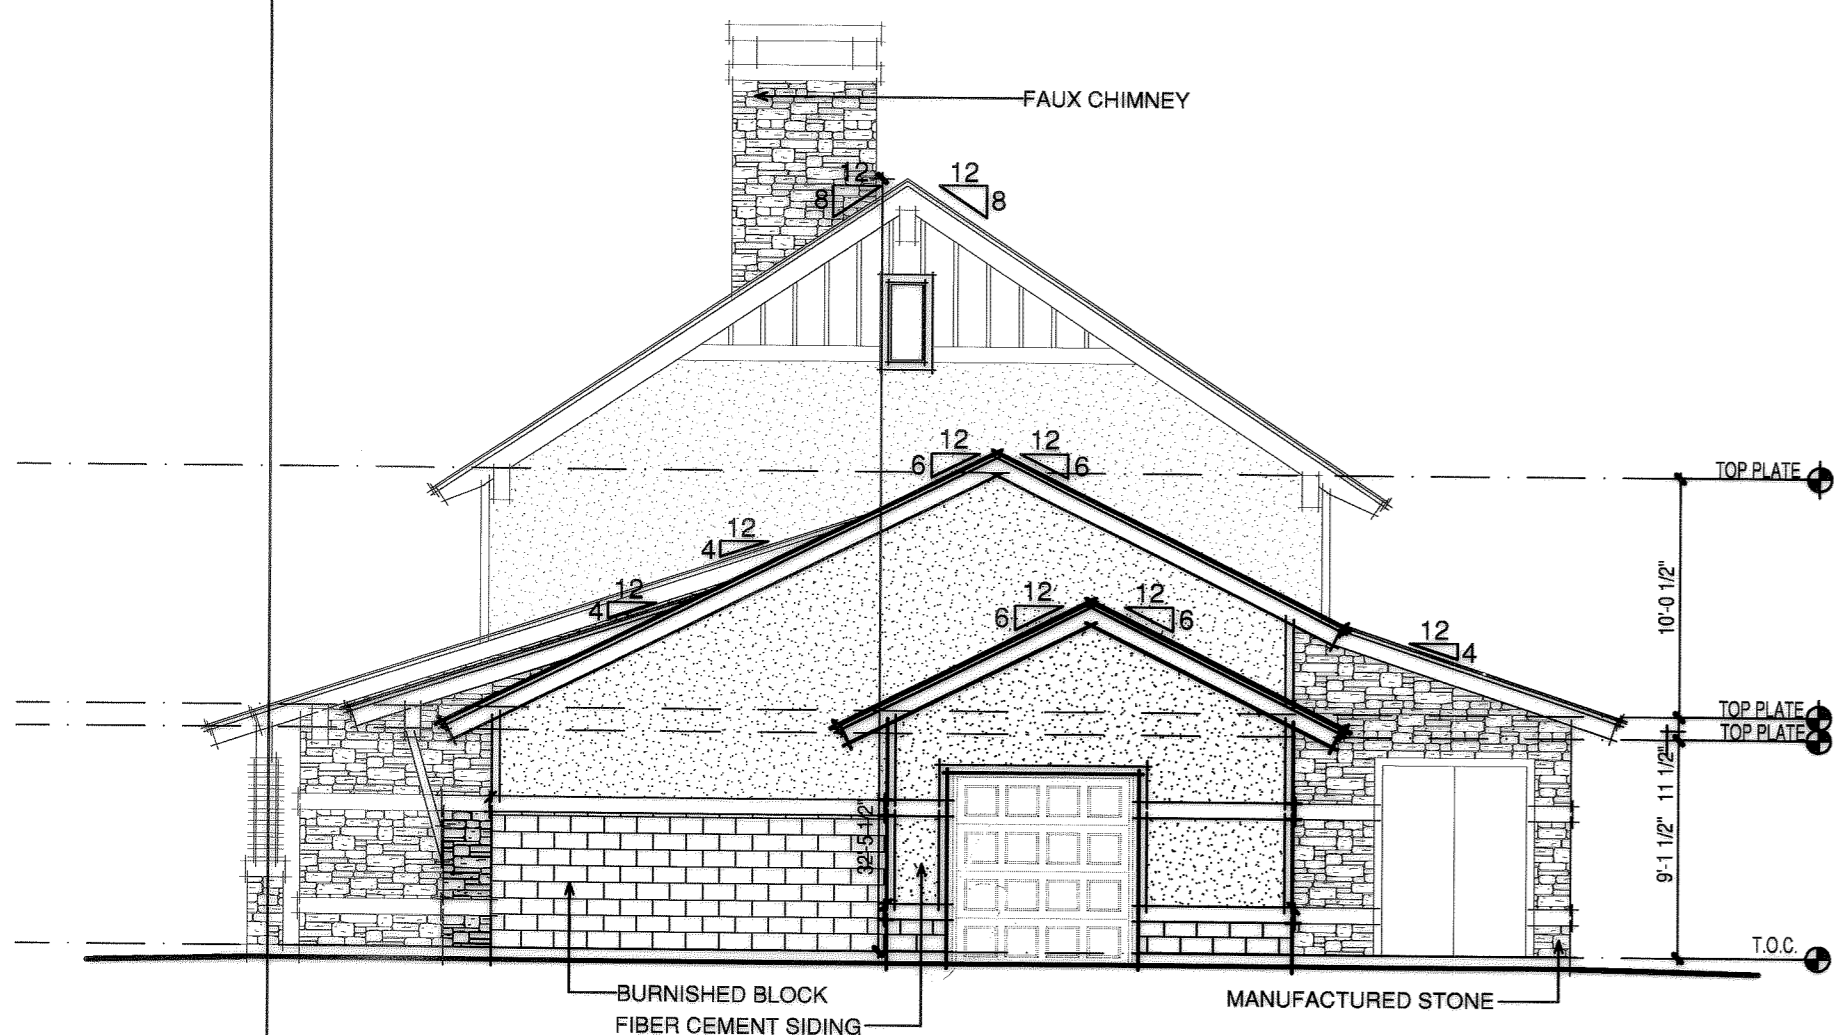 FAUX CHIMNEY
12
8
12
8
12
6
12
6
TOP PLATE
12
4
12
4
12
6
12
6
12
4
10'-0 1/2"
TOP PLATE
TOP PLATE
11 1/2"
9'-1 1/2"
32'-5 1/2"
T.O.C.
BURNISHED BLOCK
MANUFACTURED STONE
FIBER CEMENT SIDING